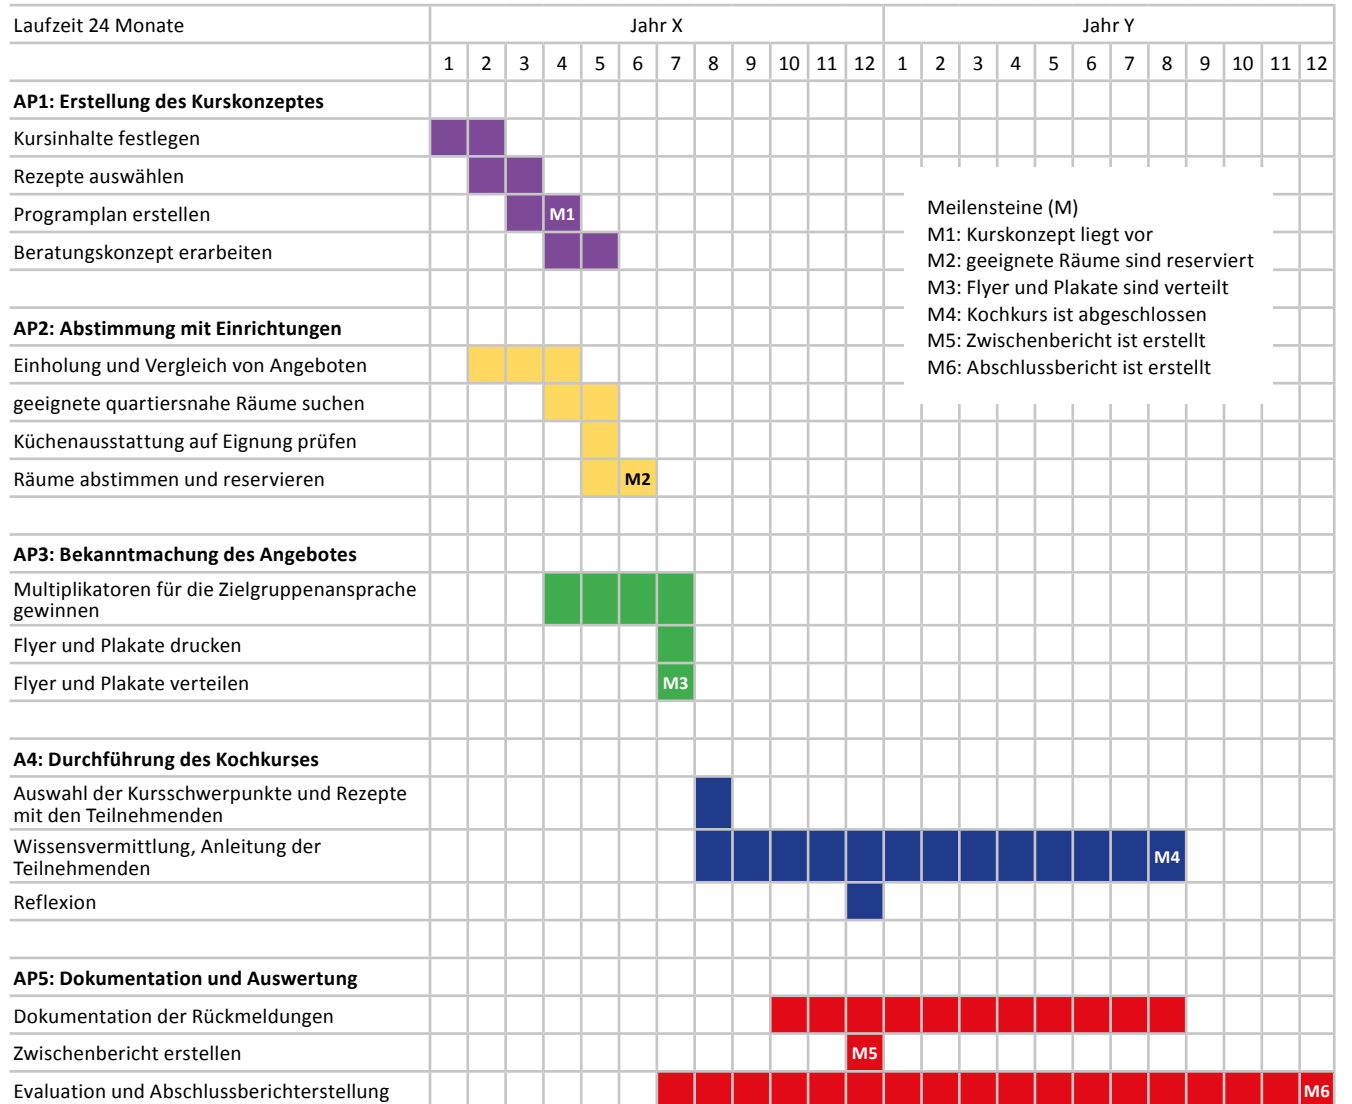 Laufzeit 24 Monate Jahr X Jahr Y
1 2 3 4 5 6 7 8 9 10 11 12 1 2 3 4 5 6 7 8 9 10 11 12
AP1: Erstellung des Kurskonzeptes
Kursinhalte festlegen
Rezepte auswählen
Programplan erstellen M1
Beratungskonzept erarbeiten
Meilensteine (M)
M1: Kurskonzept liegt vor
M2: geeignete Räume sind reserviert
M3: Flyer und Plakate sind verteilt
M4: Kochkurs ist abgeschlossen
M5: Zwischenbericht ist erstellt
M6: Abschlussbericht ist erstellt
AP2: Abstimmung mit Einrichtungen
Einholung und Vergleich von Angeboten
geeignete quartiersnahe Räume suchen
Küchenausstattung auf Eignung prüfen
Räume abstimmen und reservieren M2
AP3: Bekanntmachung des Angebotes
Multiplikatoren für die Zielgruppenansprache
gewinnen
Flyer und Plakate drucken
Flyer und Plakate verteilen M3
A4: Durchführung des Kochkurses
Auswahl der Kursschwerpunkte und Rezepte
mit den Teilnehmenden
Wissensvermittlung, Anleitung der
Teilnehmenden M4
Reflexion
AP5: Dokumentation und Auswertung
Dokumentation der Rückmeldungen
Zwischenbericht erstellen M5
Evaluation und Abschlussberichterstellung M6